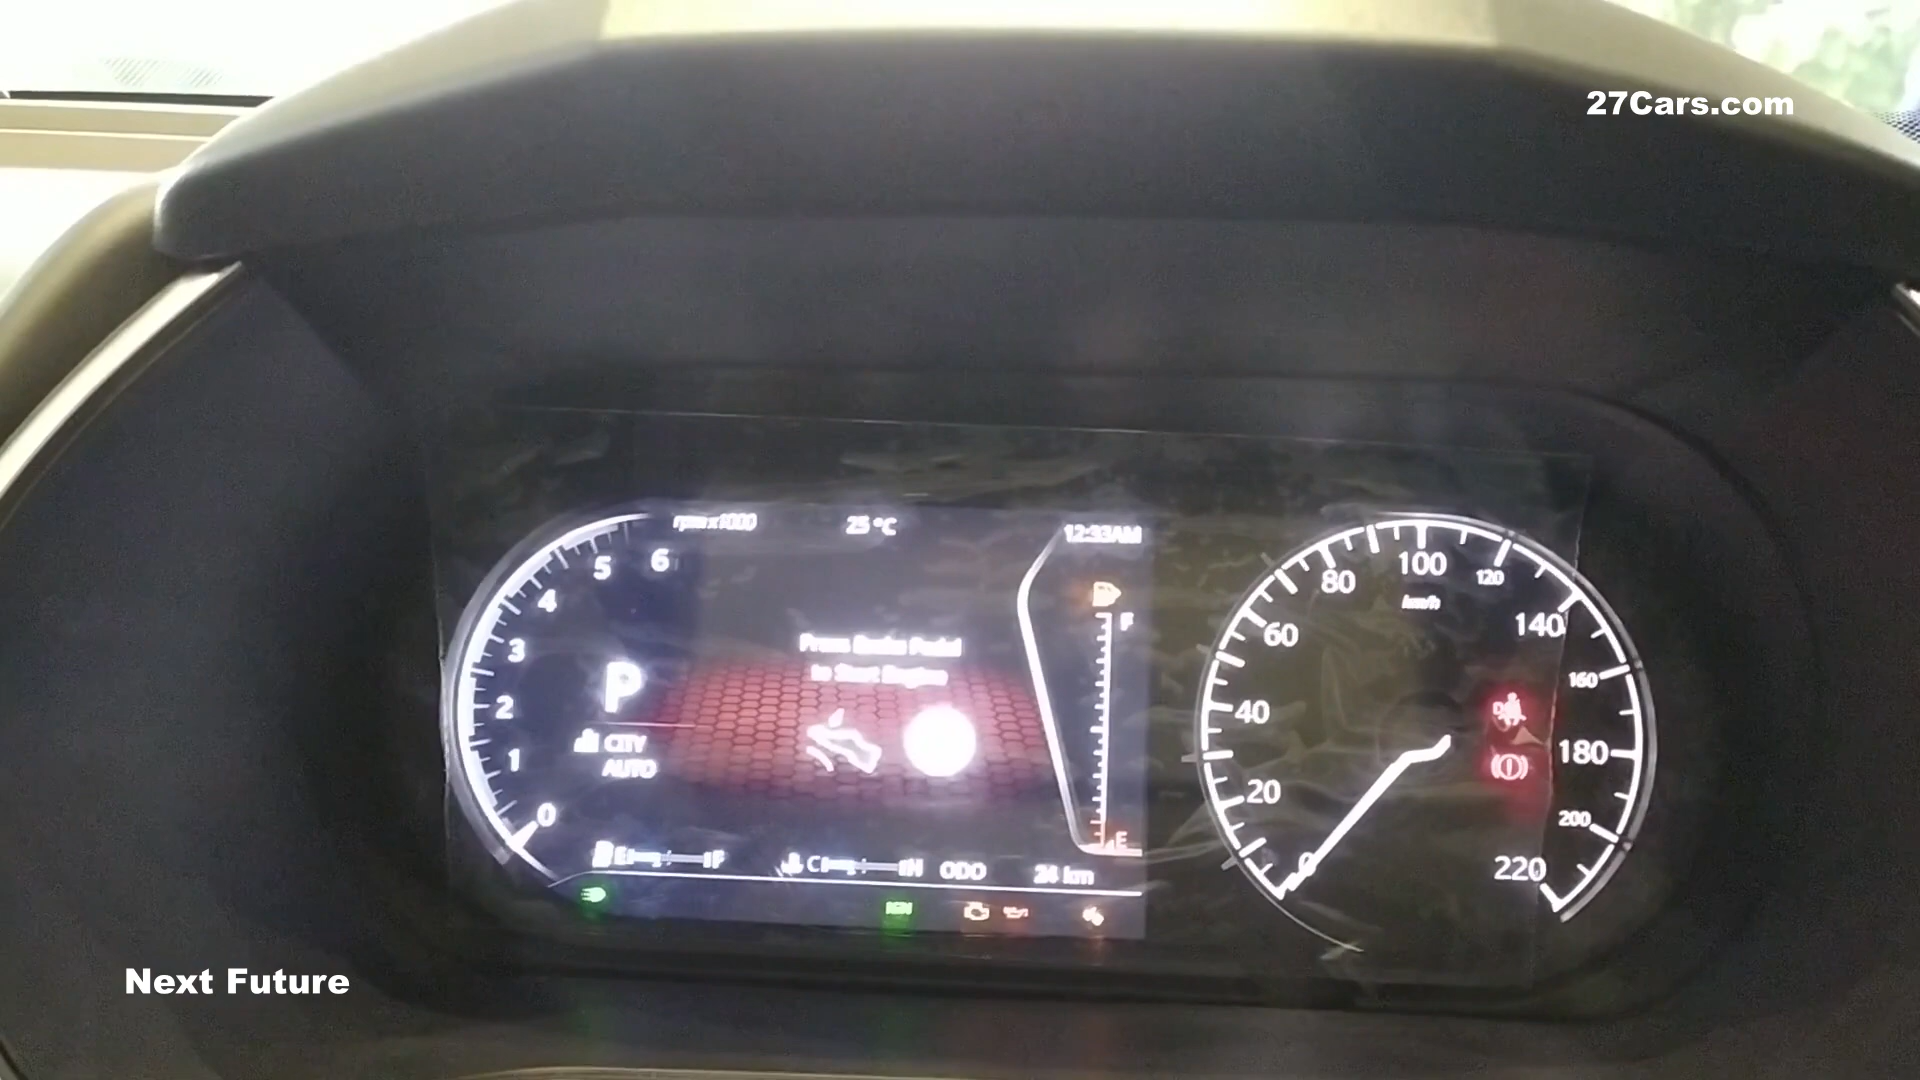 27Cars.com
rpmx1000
25 °C
12:33AM
6
5
4
3
2
1
0
P
CITY
AUTO
Press Brake Pedal
to Start Engine
F
E
E F
C H
ODO 24 km
0
20
40
60
80
100
120
140
160
180
200
220
km/h
Next Future